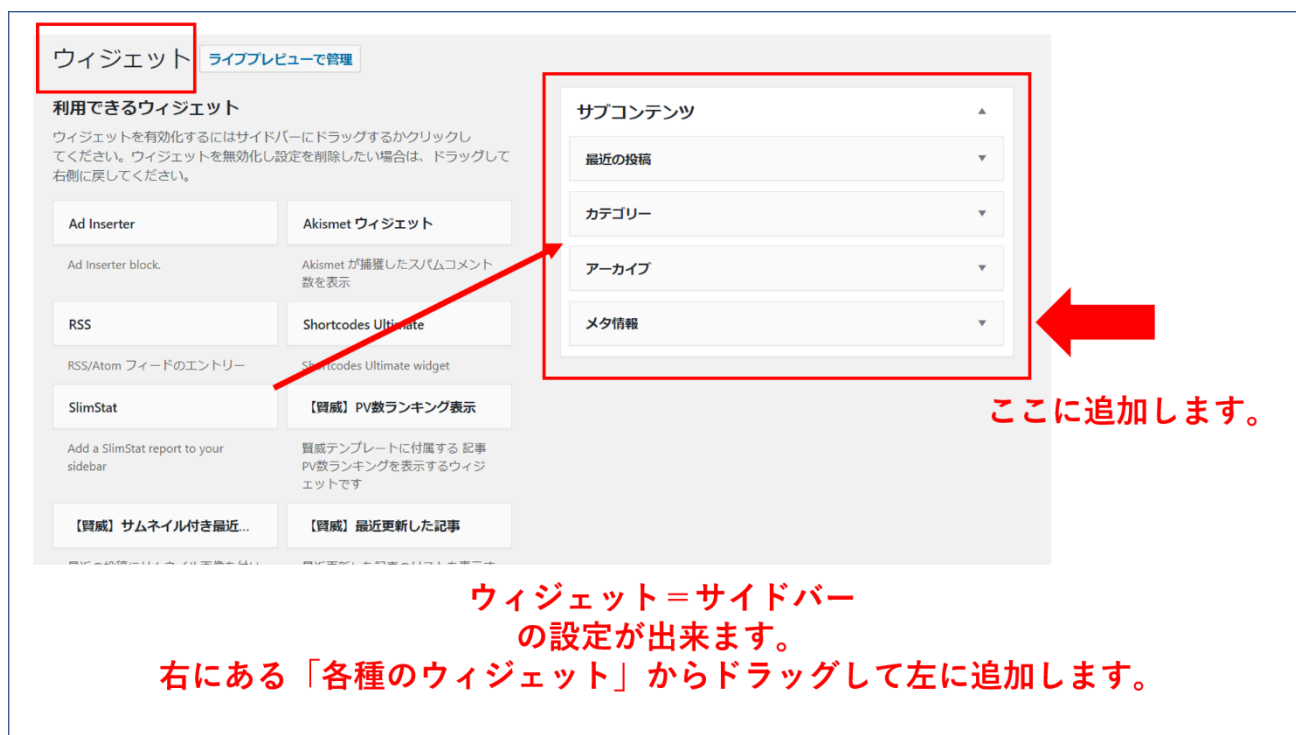 ウィジェット ライブプレビューで管理
利用できるウィジェット
ウィジェットを有効化するにはサイドバーにドラッグするかクリックし
てください。ウィジェットを無効化し設定を削除したい場合は、ドラッグして
右側に戻してください。
Ad Inserter
Akismet ウィジェット
Ad Inserter block.
Akismet が捕獲したスパムコメント
数を表示
RSS
Shortcodes Ultimate
RSS/Atom フィードのエントリー
Shortcodes Ultimate widget
SlimStat
【賢威】PV数ランキング表示
Add a SlimStat report to your
sidebar
賢威テンプレートに付属する 記事
PV数ランキングを表示するウィジ
ェットです
【賢威】サムネイル付き最近...
【賢威】最近更新した記事
サブコンテンツ
最近の投稿
カテゴリー
アーカイブ
メタ情報
ここに追加します。
ウィジェット＝サイドバー
の設定が出来ます。
右にある「各種のウィジェット」からドラッグして左に追加します。